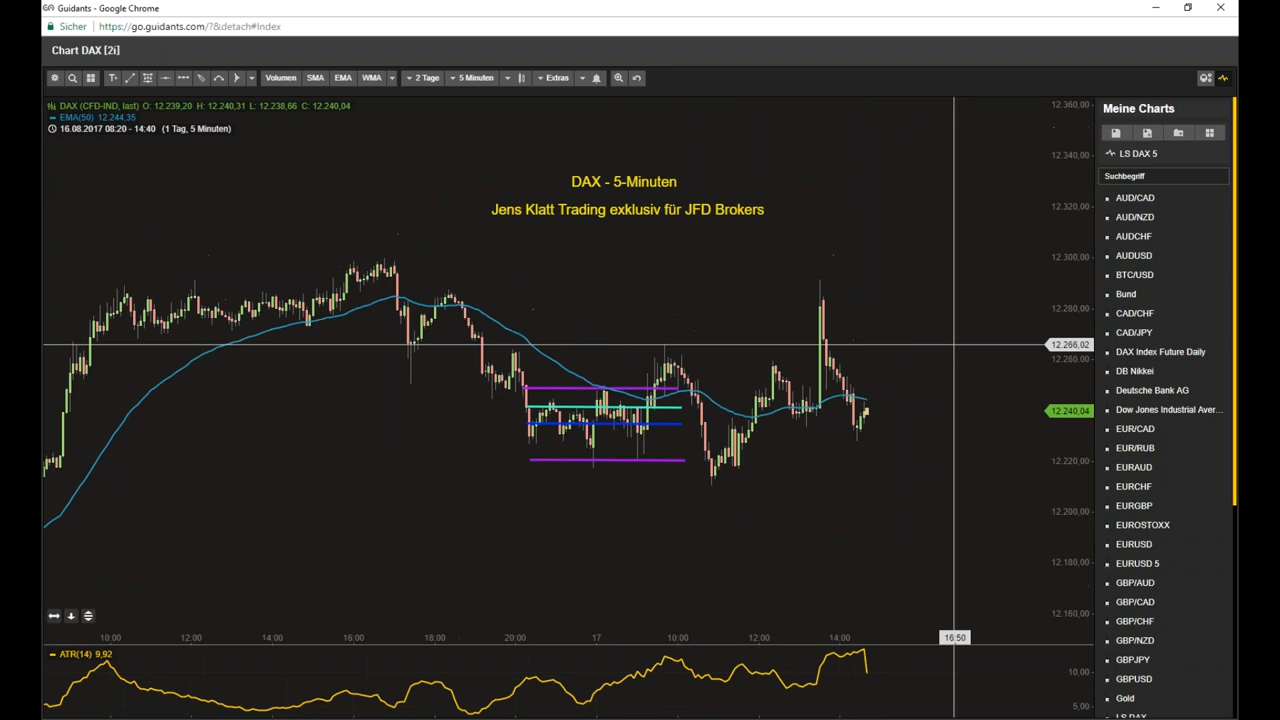 Guidants - Google Chrome
Sicher https://go.guidants.com/?&detach#Index
Chart DAX [2i]
Volumen SMA EMA WMA 2 Tage 5 Minuten Extras
DAX (CFD-IND, last) O: 12.239,20 H: 12.240,31 L: 12.238,66 C: 12.240,04
EMA(50) 12.244,35
16.08.2017 08:20 - 14:40 (1 Tag, 5 Minuten)
DAX - 5-Minuten
Jens Klatt Trading exklusiv für JFD Brokers
12.360,00
12.340,00
12.320,00
12.300,00
12.280,00
12.266,02
12.260,00
12.240,04
12.220,00
12.200,00
12.180,00
12.160,00
10:00 12:00 14:00 16:00 18:00 20:00 17 10:00 12:00 14:00 16:50
ATR(14) 9,92
10,00
5,00
Meine Charts
LS DAX 5
Suchbegriff
AUD/CAD
AUD/NZD
AUDCHF
AUDUSD
BTC/USD
Bund
CAD/CHF
CAD/JPY
DAX Index Future Daily
DB Nikkei
Deutsche Bank AG
Dow Jones Industrial Aver...
EUR/CAD
EUR/RUB
EURAUD
EURCHF
EURGBP
EUROSTOXX
EURUSD
EURUSD 5
GBP/AUD
GBP/CAD
GBP/CHF
GBP/NZD
GBPJPY
GBPUSD
Gold
LS DAX